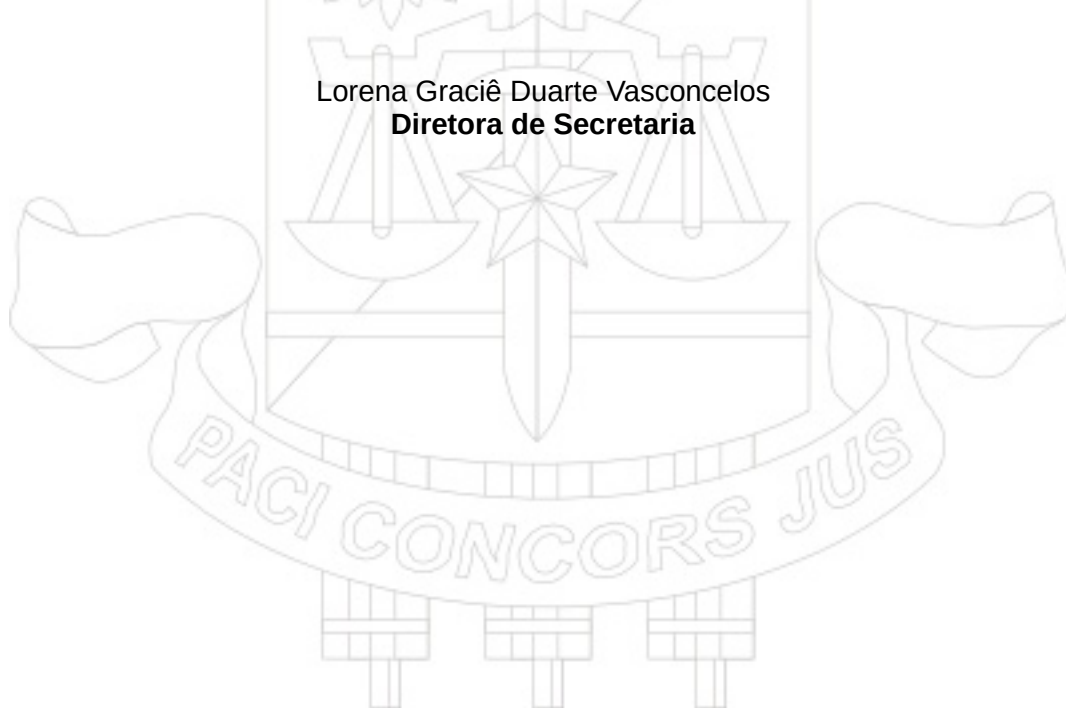 Lorena Graciê Duarte Vasconcelos
Diretora de Secretaria
PACI CONCORS JUS